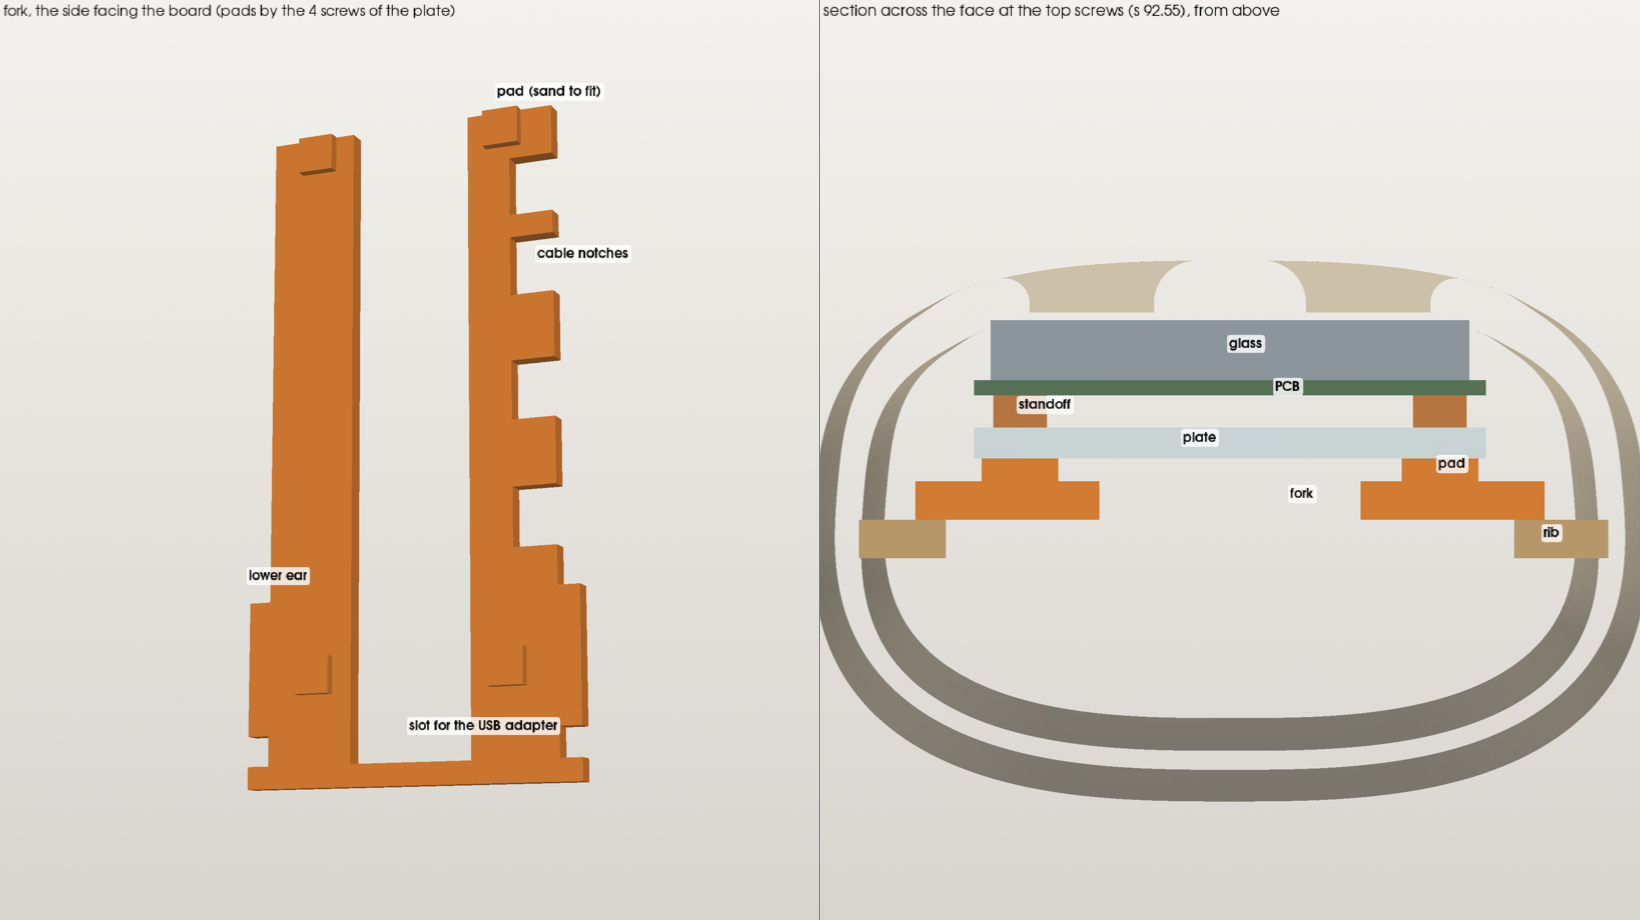 fork, the side facing the board (pads by the 4 screws of the plate)
pad (sand to fit)
cable notches
lower ear
slot for the USB adapter
section across the face at the top screws (s 92.55), from above
glass
PCB
standoff
plate
pad
fork
rib